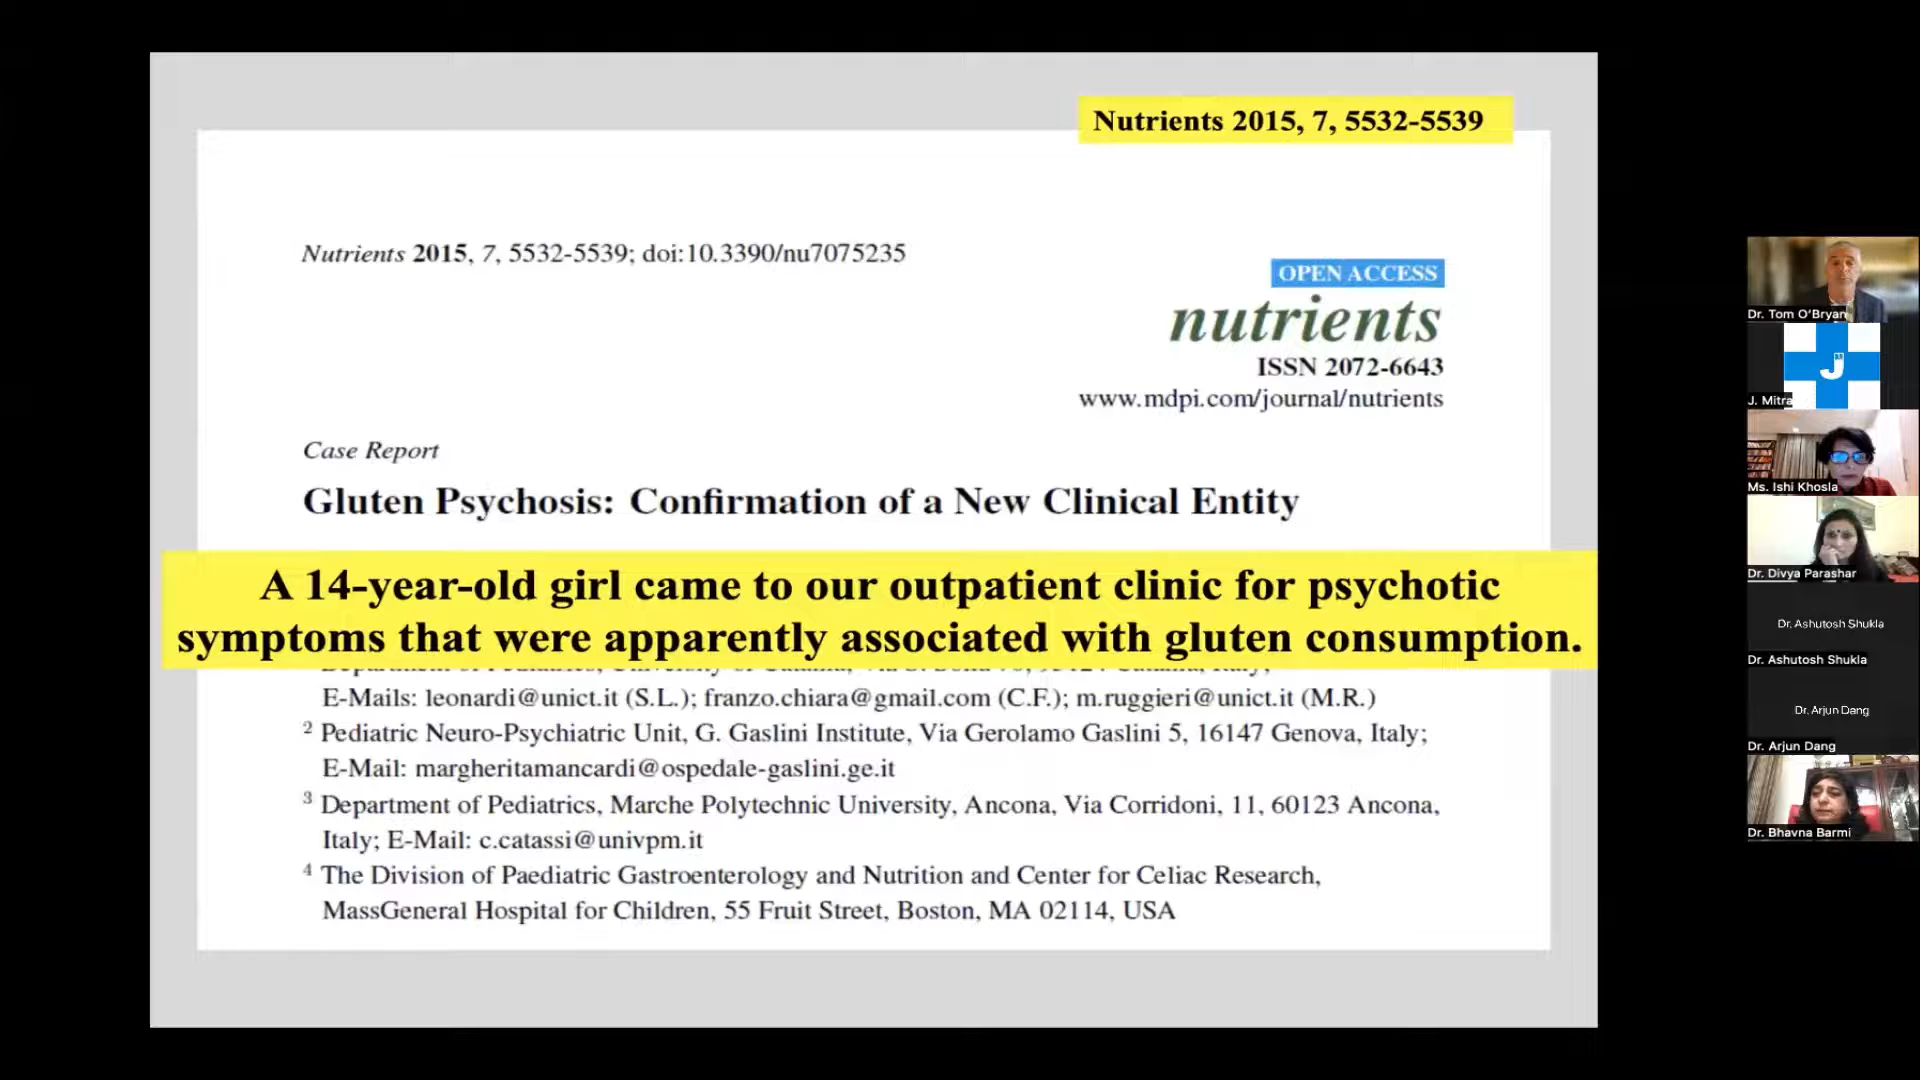 Nutrients 2015, 7, 5532-5539
Nutrients 2015, 7, 5532-5539; doi:10.3390/nu7075235
OPEN ACCESS
nutrients
ISSN 2072-6643
www.mdpi.com/journal/nutrients
Case Report
Gluten Psychosis: Confirmation of a New Clinical Entity
A 14-year-old girl came to our outpatient clinic for psychotic
symptoms that were apparently associated with gluten consumption.
E-Mails: leonardi@unict.it (S.L.); franzo.chiara@gmail.com (C.F.); m.ruggieri@unict.it (M.R.)
2 Pediatric Neuro-Psychiatric Unit, G. Gaslini Institute, Via Gerolamo Gaslini 5, 16147 Genova, Italy;
E-Mail: margheritamancardi@ospedale-gaslini.ge.it
3 Department of Pediatrics, Marche Polytechnic University, Ancona, Via Corridoni, 11, 60123 Ancona,
Italy; E-Mail: c.catassi@univpm.it
4 The Division of Paediatric Gastroenterology and Nutrition and Center for Celiac Research,
MassGeneral Hospital for Children, 55 Fruit Street, Boston, MA 02114, USA
Dr. Tom O'Bryan
J
J. Mitra
Ms. Ishi Khosla
Dr. Divya Parashar
Dr. Ashutosh Shukla
Dr. Ashutosh Shukla
Dr. Arjun Dang
Dr. Arjun Dang
Dr. Bhavna Barmi